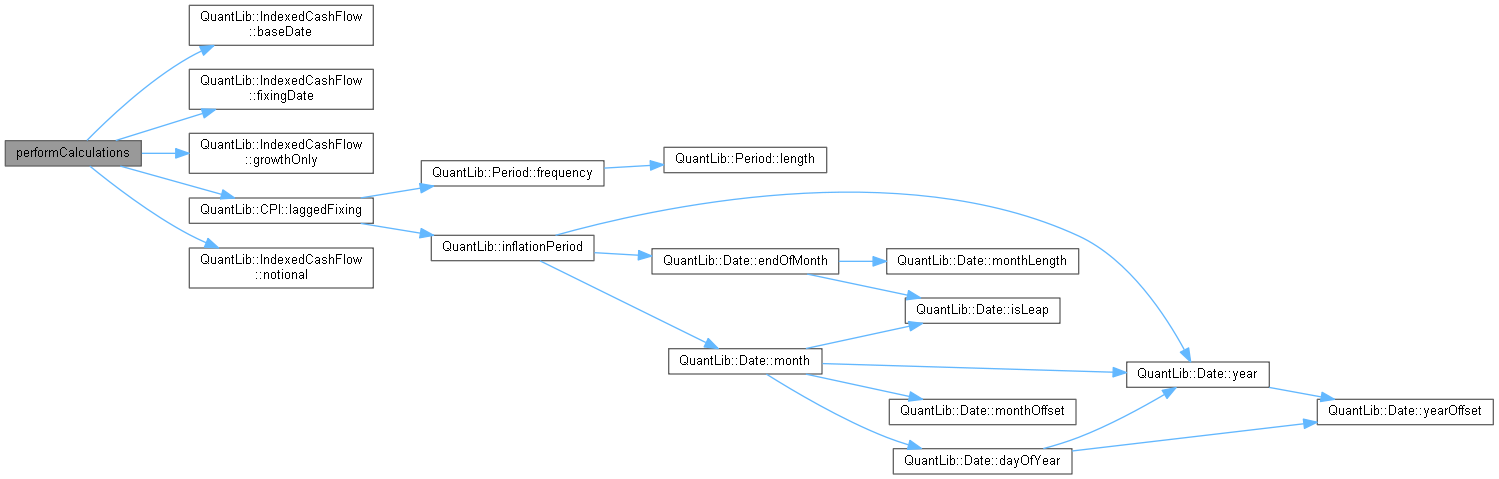 QuantLib::IndexedCashFlow
::baseDate
QuantLib::IndexedCashFlow
::fixingDate
performCalculations
QuantLib::IndexedCashFlow
::growthOnly
QuantLib::CPI::laggedFixing
QuantLib::IndexedCashFlow
::notional
QuantLib::Period::frequency
QuantLib::Period::length
QuantLib::inflationPeriod
QuantLib::Date::endOfMonth
QuantLib::Date::monthLength
QuantLib::Date::isLeap
QuantLib::Date::month
QuantLib::Date::year
QuantLib::Date::monthOffset
QuantLib::Date::yearOffset
QuantLib::Date::dayOfYear